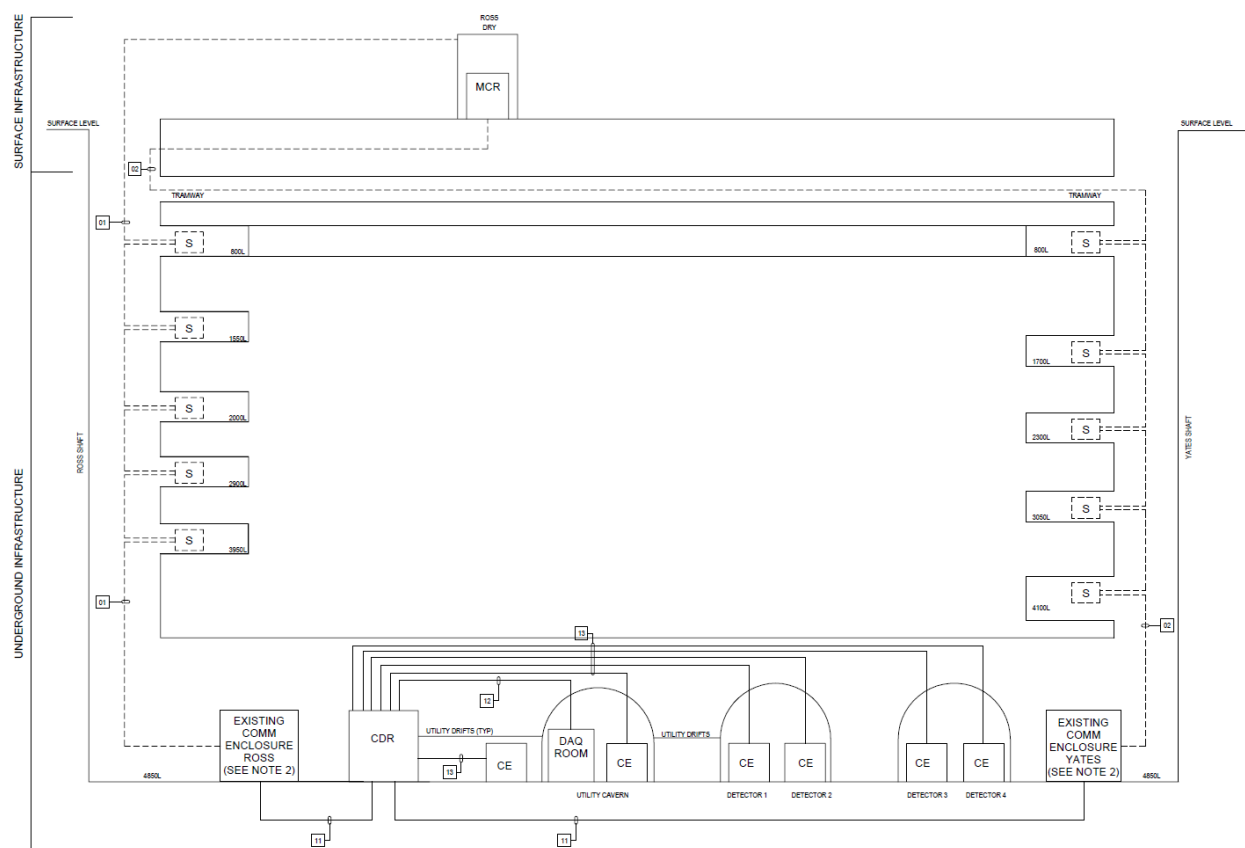 SURFACE INFRASTRUCTURE
ROSS
DRY
MCR
SURFACE LEVEL
SURFACE LEVEL
02
TRAMWAY
TRAMWAY
01
S
800L
800L
S
S
1550L
1700L
S
S
2000L
2300L
S
ROSS SHAFT
YATES SHAFT
S
2900L
3050L
S
S
3950L
4100L
S
UNDERGROUND INFRASTRUCTURE
01
02
13
12
EXISTING
COMM
ENCLOSURE
ROSS
(SEE NOTE 2)
CDR
UTILITY DRIFTS (TYP)
13
CE
DAQ
ROOM
CE
UTILITY DRIFTS
CE
CE
CE
CE
EXISTING
COMM
ENCLOSURE
YATES
(SEE NOTE 2)
4850L
4850L
UTILITY CAVERN
DETECTOR 1
DETECTOR 2
DETECTOR 3
DETECTOR 4
11
11